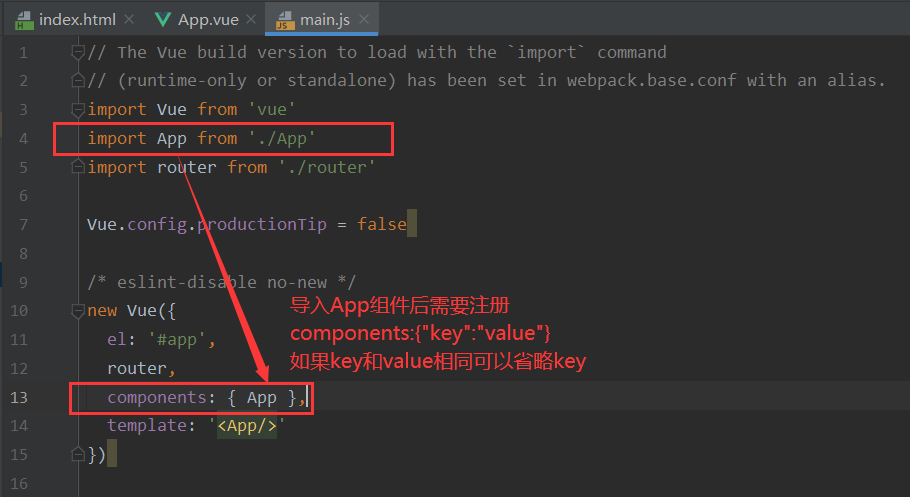 index.html
App.vue
main.js
1 // The Vue build version to load with the `import` command
2 // (runtime-only or standalone) has been set in webpack.base.conf with an alias.
3 import Vue from 'vue'
4 import App from './App'
5 import router from './router'
6
7 Vue.config.productionTip = false
8
9 /* eslint-disable no-new */
10 new Vue({
11 el: '#app',
12 router,
13 components: { App },
14 template: '<App/>'
15 })
16
导入App组件后需要注册
components:{"key":"value"}
如果key和value相同可以省略key